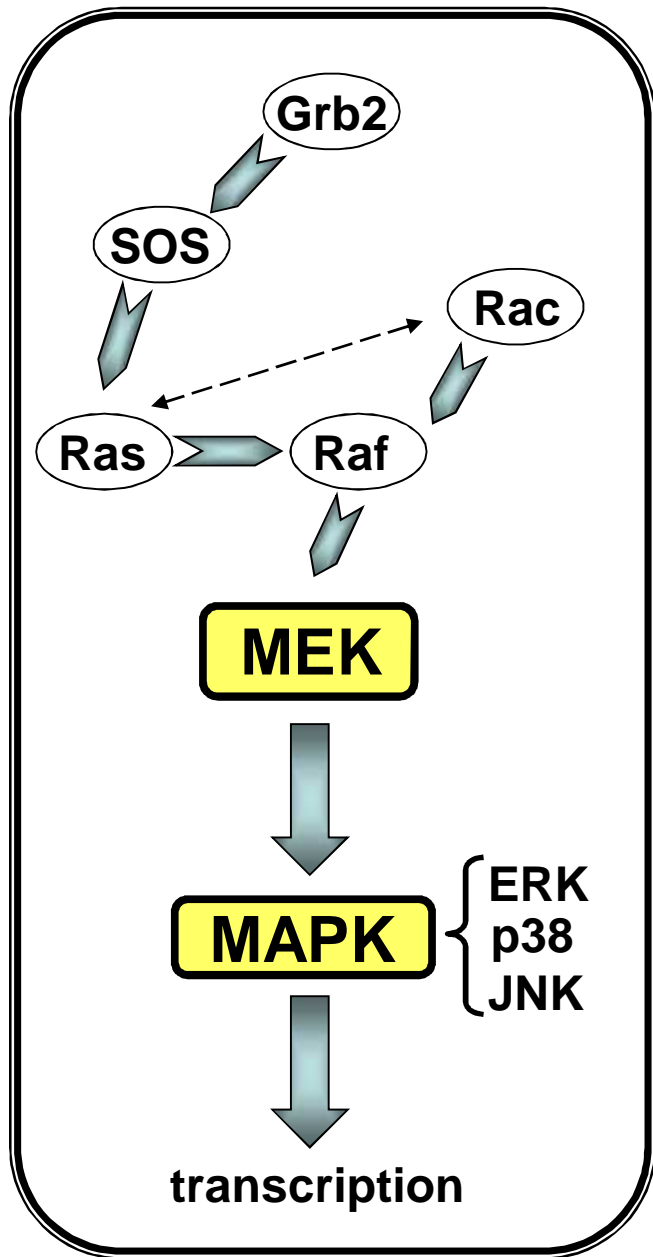 Grb2
SOS
Rac
Ras
Raf
MEK
MAPK
ERK
p38
JNK
transcription